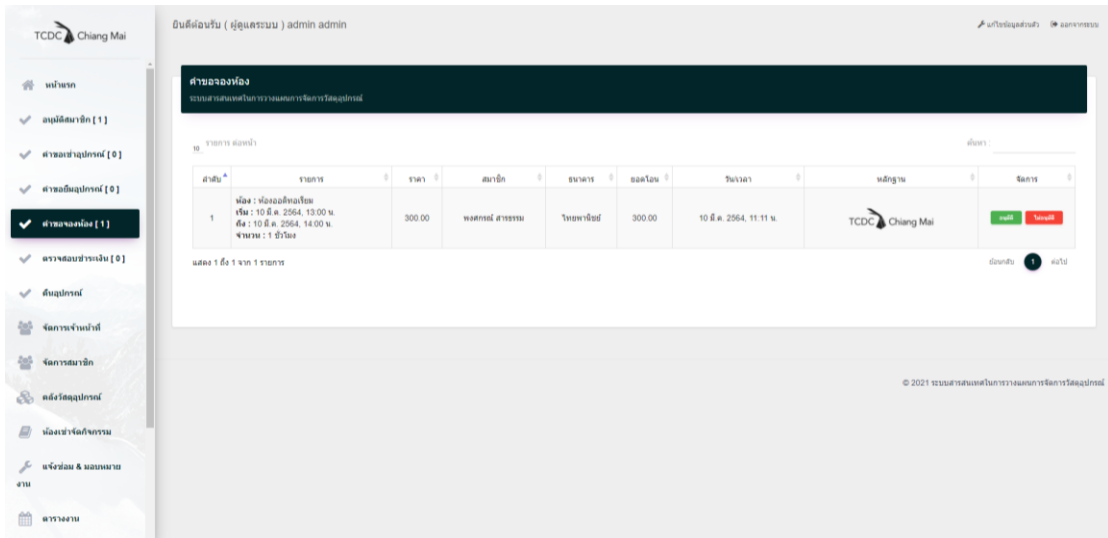 TCDC Chiang Mai
ยินดีต้อนรับ ( ผู้ดูแลระบบ ) admin admin
แก้ไขข้อมูลส่วนตัว
ออกจากระบบ
หน้าแรก
อนุมัติสมาชิก [ 1 ]
คำขอเช่าอุปกรณ์ [ 0 ]
คำขอยืมอุปกรณ์ [ 0 ]
คำขอจองห้อง [ 1 ]
ตรวจสอบชำระเงิน [ 0 ]
คืนอุปกรณ์
จัดการเจ้าหน้าที่
จัดการสมาชิก
คลังวัสดุอุปกรณ์
ห้องเช่าจัดกิจกรรม
แจ้งซ่อม & มอบหมาย
งาน
ตารางงาน
คำขอจองห้อง
ระบบสารสนเทศในการวางแผนการจัดการวัสดุอุปกรณ์
10 รายการ ต่อหน้า
ค้นหา :
ลำดับ รายการ ราคา สมาชิก ธนาคาร ยอดโอน วัน/เวลา หลักฐาน จัดการ
ห้อง : ห้องออดิทอเรียม
เริ่ม : 10 มี.ค. 2564, 13:00 น.
ถึง : 10 มี.ค. 2564, 14:00 น.
จำนวน : 1 ชั่วโมง
1 300.00 พงศกรณ์ สารธรรม ไทยพานิชย์ 300.00 10 มี.ค. 2564, 11:11 น. TCDC Chiang Mai อนุมัติ ไม่อนุมัติ
แสดง 1 ถึง 1 จาก 1 รายการ
ย้อนกลับ 1 ต่อไป
© 2021 ระบบสารสนเทศในการวางแผนการจัดการวัสดุอุปกรณ์